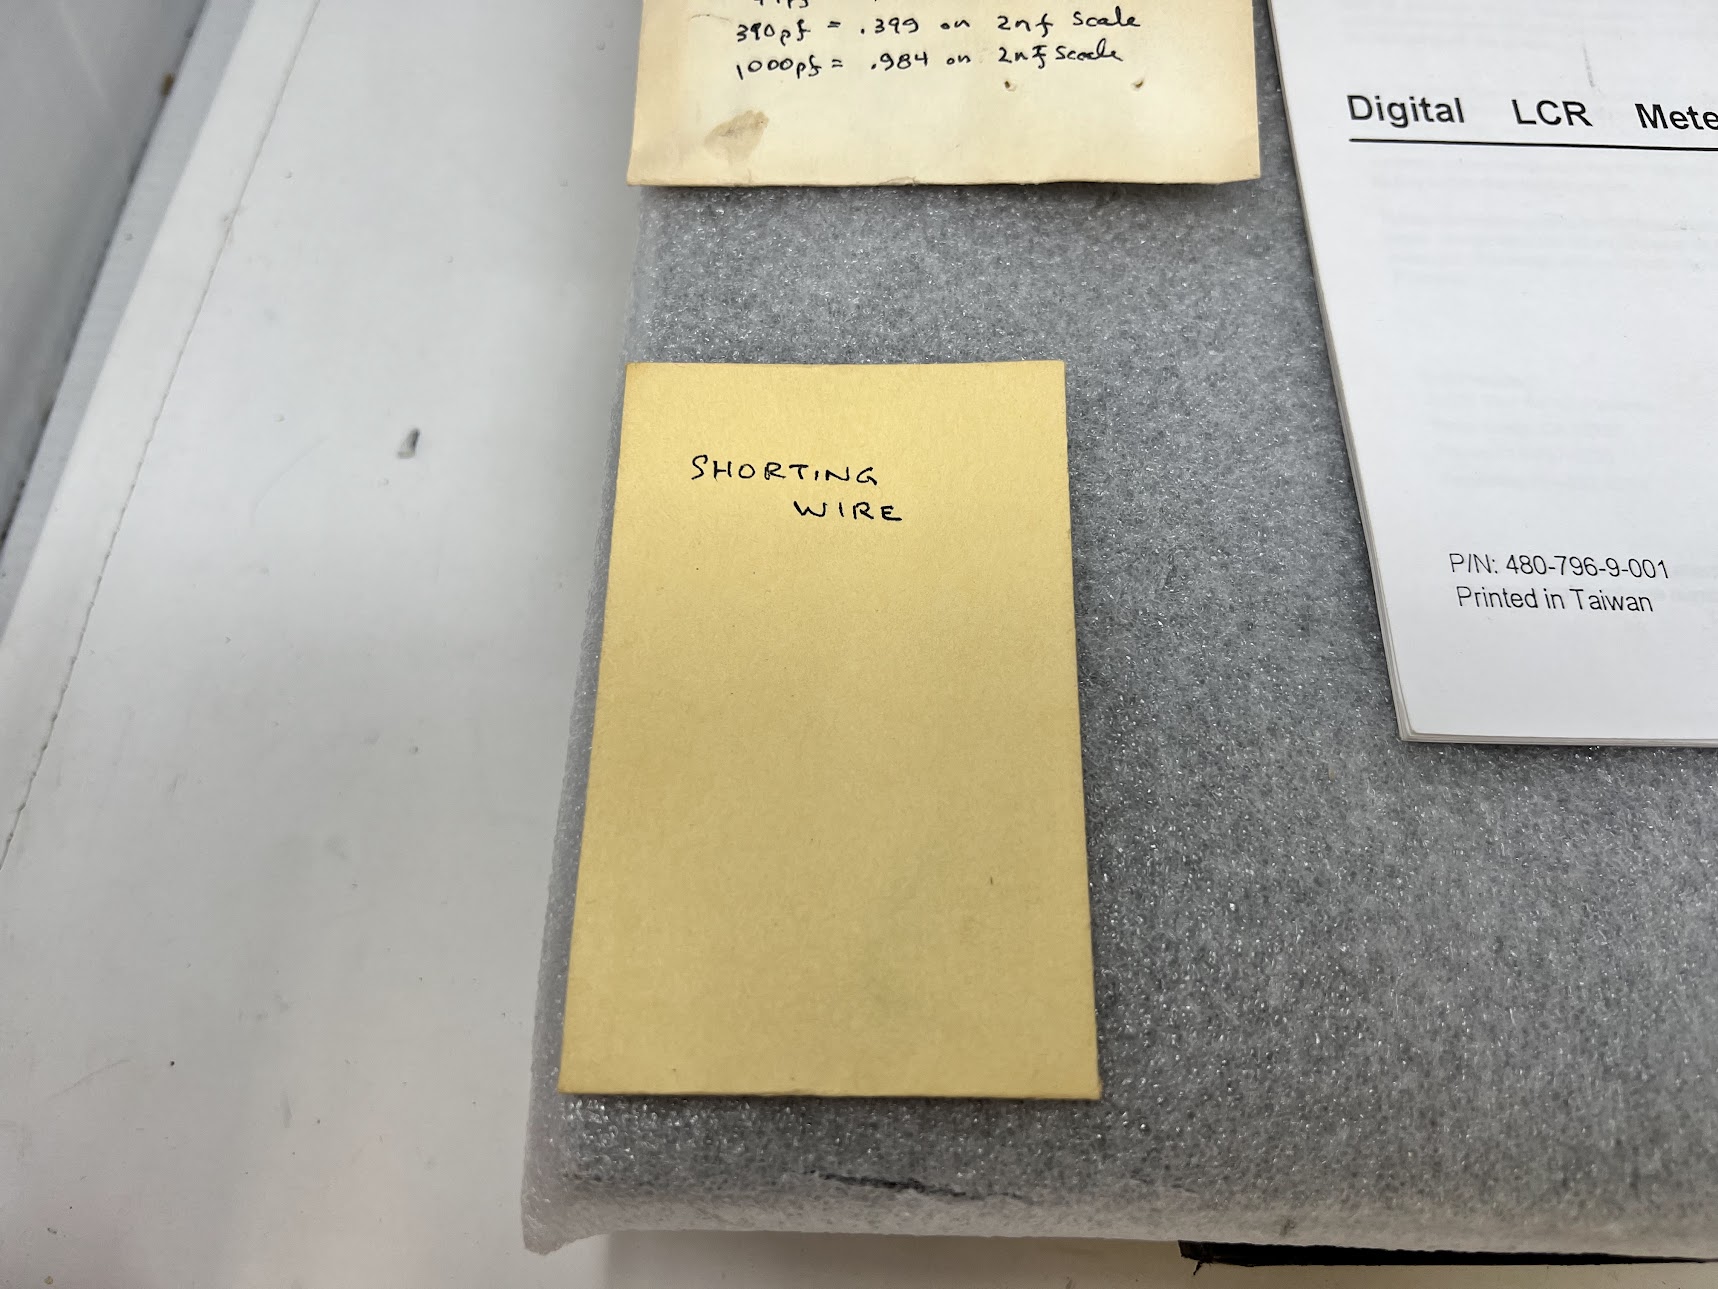 390pf = .399 on 2nf scale
1000pf = .984 on 2nf scale
Digital LCR Mete
SHORTING
WIRE
P/N: 480-796-9-001
Printed in Taiwan